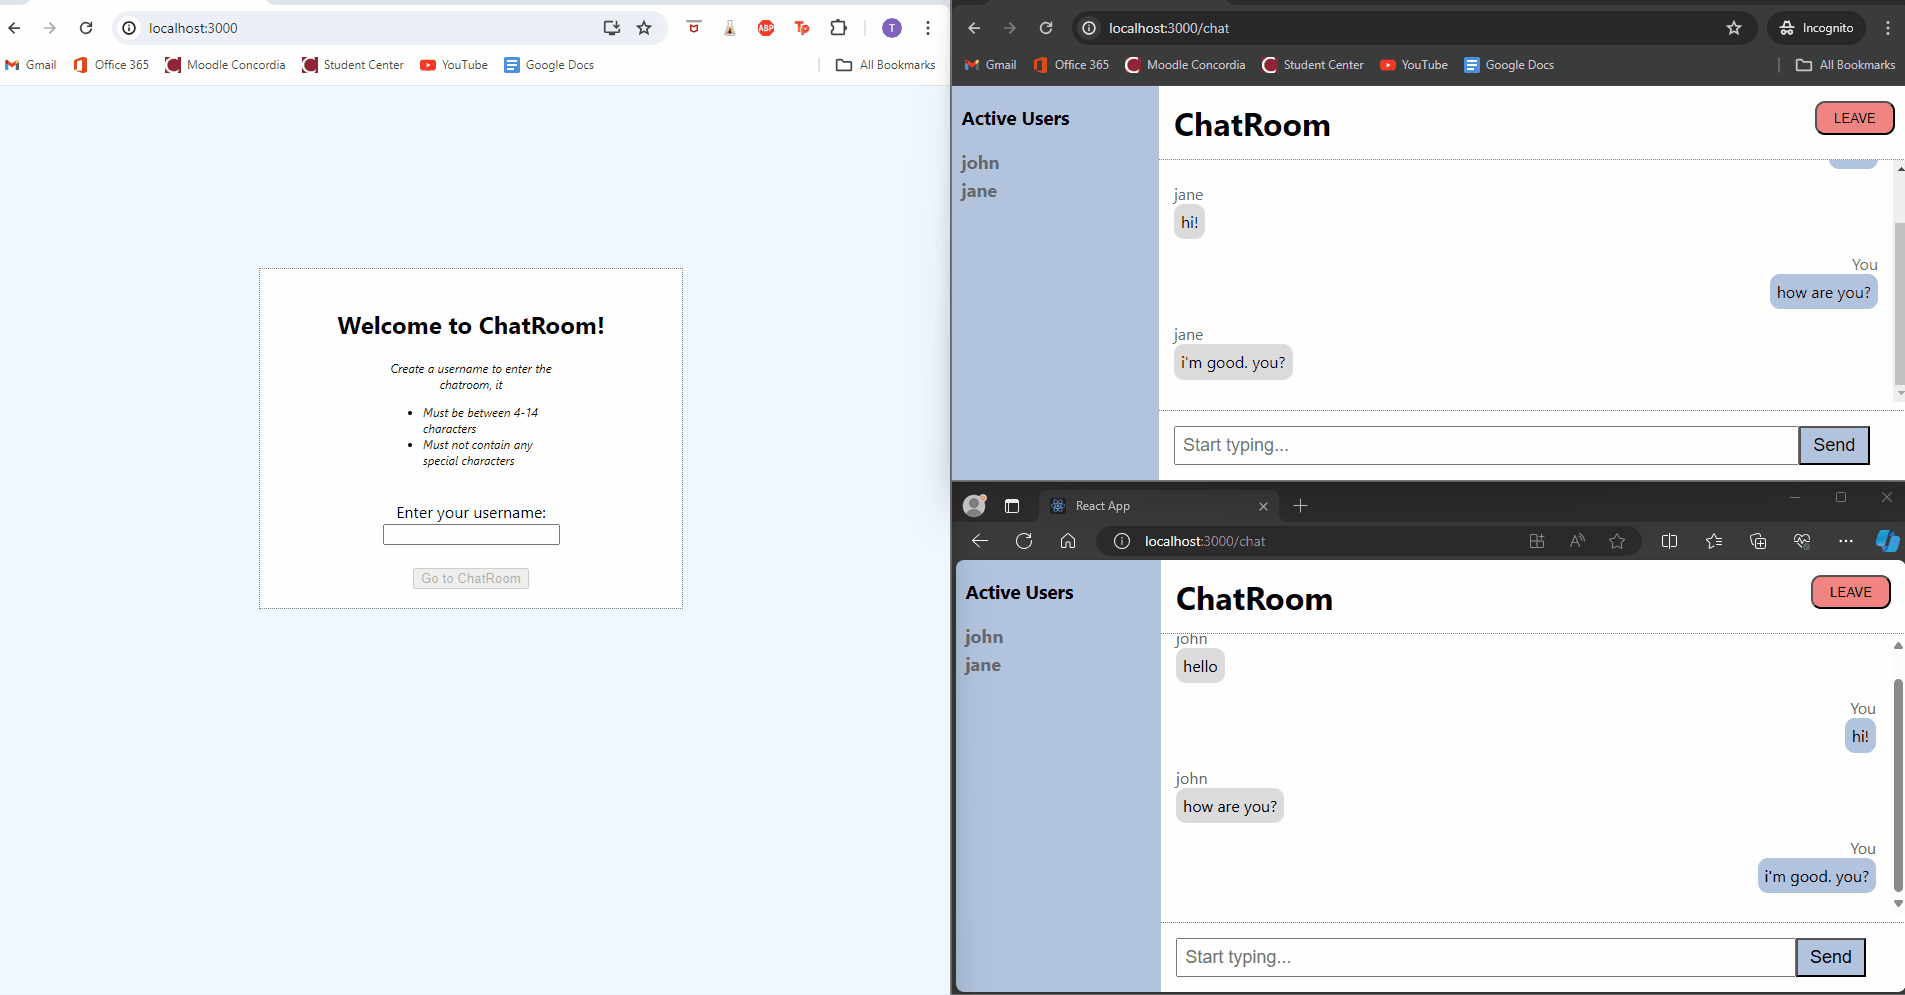 localhost:3000
T
Gmail
Office 365
Moodle Concordia
Student Center
YouTube
Google Docs
All Bookmarks
Welcome to ChatRoom!
Create a username to enter the
chatroom, it
Must be between 4-14
characters
Must not contain any
special characters
Enter your username:
Go to ChatRoom
localhost:3000/chat
Incognito
Gmail
Office 365
Moodle Concordia
Student Center
YouTube
Google Docs
All Bookmarks
Active Users
john
jane
ChatRoom
LEAVE
jane
hi!
You
how are you?
jane
i'm good. you?
Start typing...
Send
React App
localhost:3000/chat
Active Users
john
jane
ChatRoom
LEAVE
john
hello
You
hi!
john
how are you?
You
i'm good. you?
Start typing...
Send